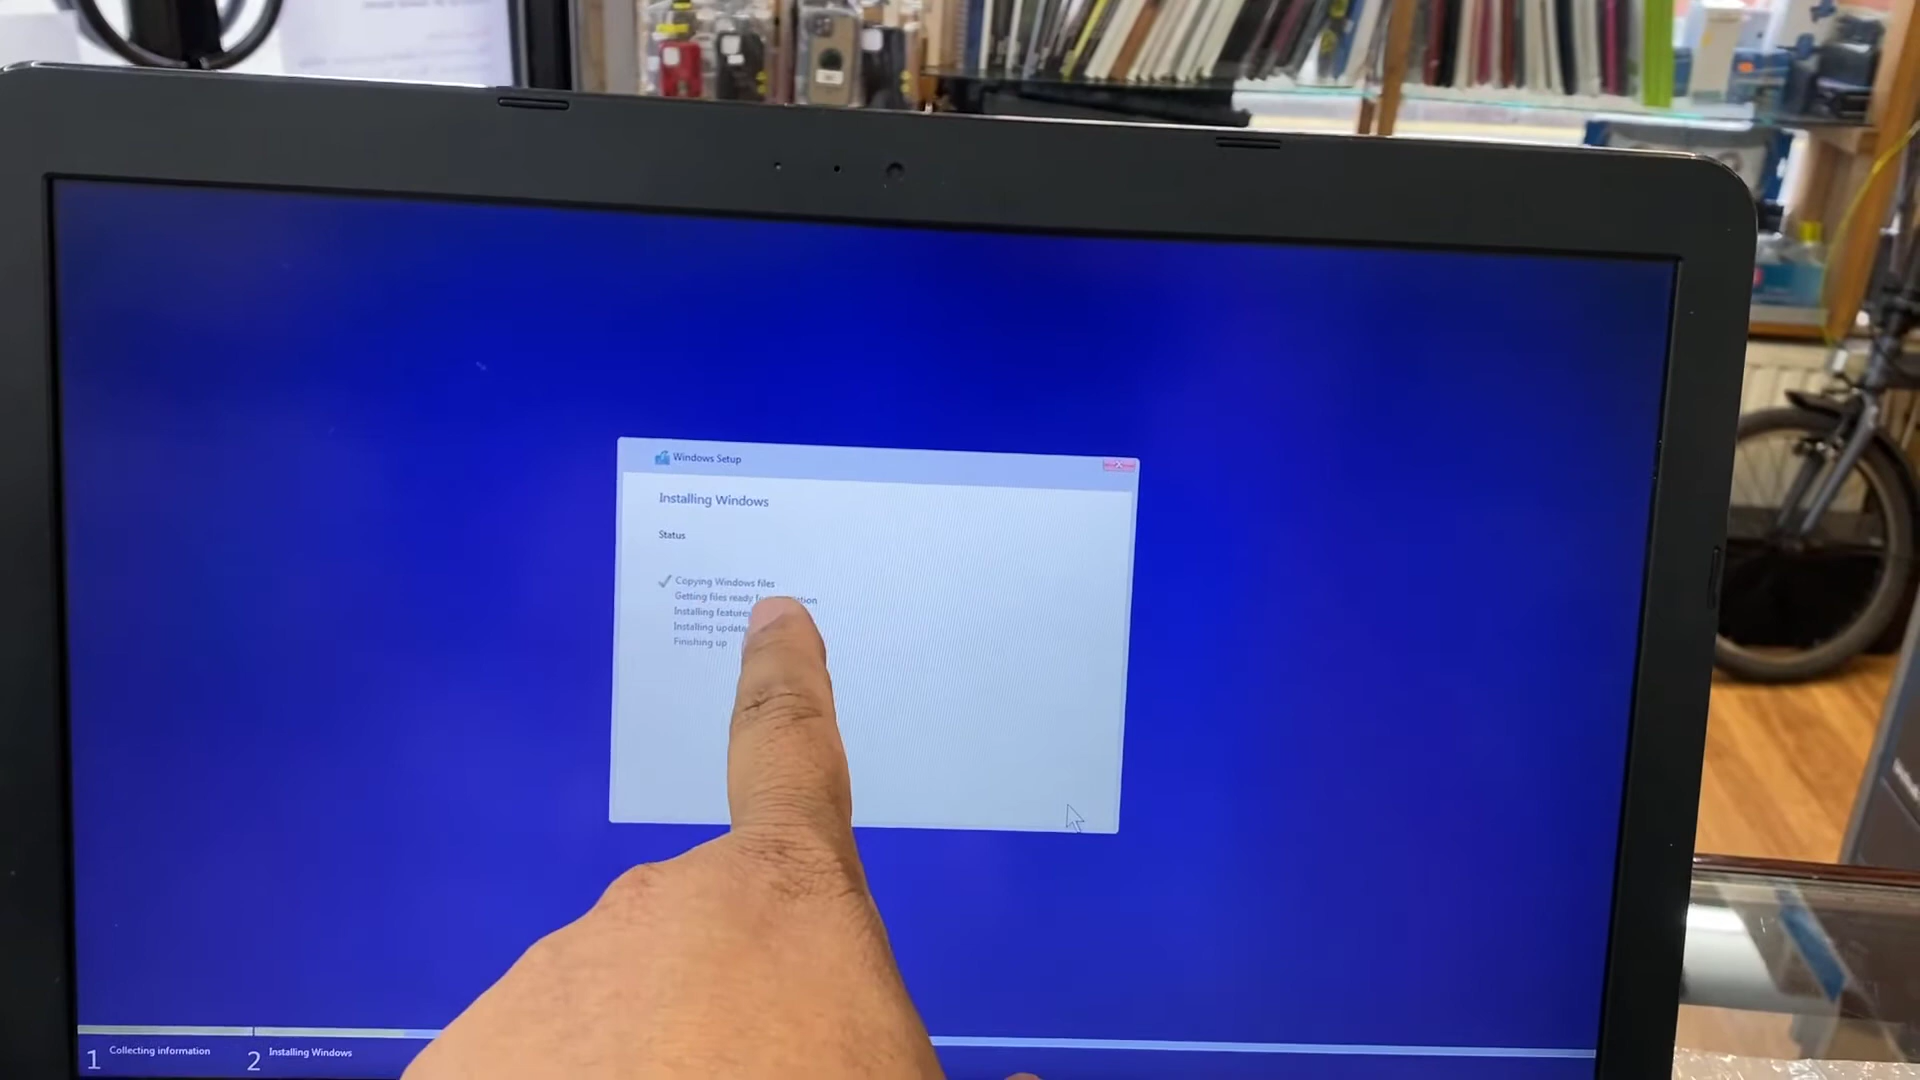 Windows Setup
Installing Windows
Status
Copying Windows files
Getting files ready
Installing
Installing
Finishing up
1 Collecting information
2 Installing Windows